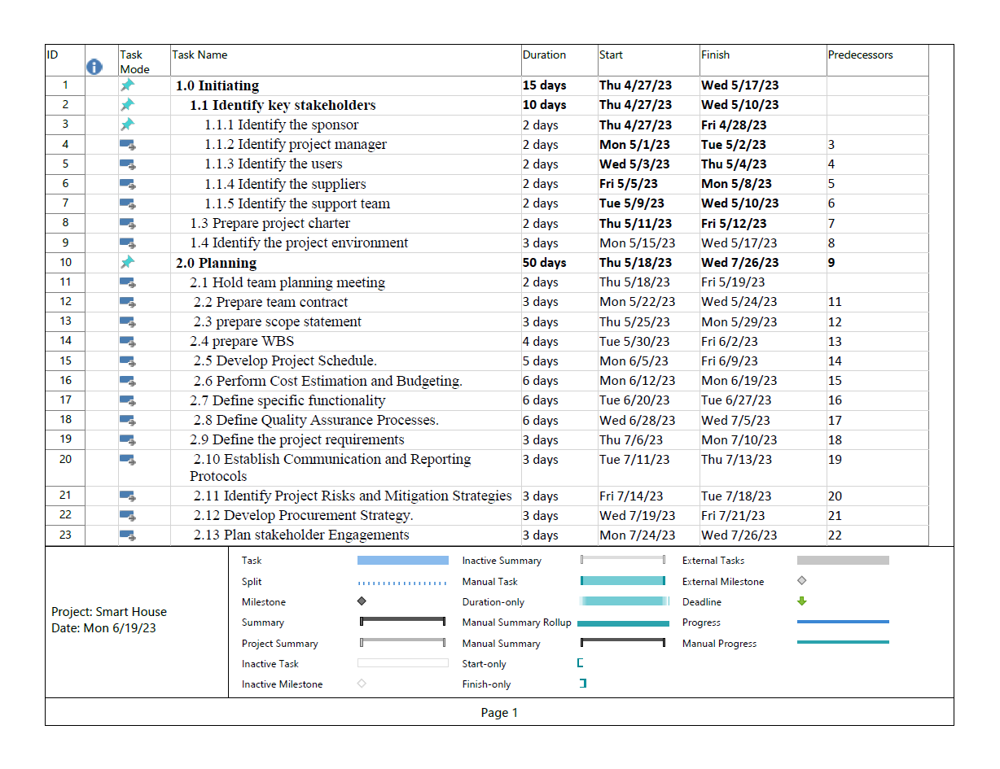 ID Task Mode Task Name Duration Start Finish Predecessors
1 1.0 Initiating 15 days Thu 4/27/23 Wed 5/17/23
2 1.1 Identify key stakeholders 10 days Thu 4/27/23 Wed 5/10/23
3 1.1.1 Identify the sponsor 2 days Thu 4/27/23 Fri 4/28/23
4 1.1.2 Identify project manager 2 days Mon 5/1/23 Tue 5/2/23 3
5 1.1.3 Identify the users 2 days Wed 5/3/23 Thu 5/4/23 4
6 1.1.4 Identify the suppliers 2 days Fri 5/5/23 Mon 5/8/23 5
7 1.1.5 Identify the support team 2 days Tue 5/9/23 Wed 5/10/23 6
8 1.3 Prepare project charter 2 days Thu 5/11/23 Fri 5/12/23 7
9 1.4 Identify the project environment 3 days Mon 5/15/23 Wed 5/17/23 8
10 2.0 Planning 50 days Thu 5/18/23 Wed 7/26/23 9
11 2.1 Hold team planning meeting 2 days Thu 5/18/23 Fri 5/19/23
12 2.2 Prepare team contract 3 days Mon 5/22/23 Wed 5/24/23 11
13 2.3 prepare scope statement 3 days Thu 5/25/23 Mon 5/29/23 12
14 2.4 prepare WBS 4 days Tue 5/30/23 Fri 6/2/23 13
15 2.5 Develop Project Schedule. 5 days Mon 6/5/23 Fri 6/9/23 14
16 2.6 Perform Cost Estimation and Budgeting. 6 days Mon 6/12/23 Mon 6/19/23 15
17 2.7 Define specific functionality 6 days Tue 6/20/23 Tue 6/27/23 16
18 2.8 Define Quality Assurance Processes. 6 days Wed 6/28/23 Wed 7/5/23 17
19 2.9 Define the project requirements 3 days Thu 7/6/23 Mon 7/10/23 18
20 2.10 Establish Communication and Reporting 3 days Tue 7/11/23 Thu 7/13/23 19
Protocols
21 2.11 Identify Project Risks and Mitigation Strategies 3 days Fri 7/14/23 Tue 7/18/23 20
22 2.12 Develop Procurement Strategy. 3 days Wed 7/19/23 Fri 7/21/23 21
23 2.13 Plan stakeholder Engagements 3 days Mon 7/24/23 Wed 7/26/23 22
Project: Smart House
Date: Mon 6/19/23
Task Inactive Summary External Tasks
Split Manual Task External Milestone
Milestone Duration-only Deadline
Summary Manual Summary Rollup Progress
Project Summary Manual Summary Manual Progress
Inactive Task Start-only
Inactive Milestone Finish-only
Page 1